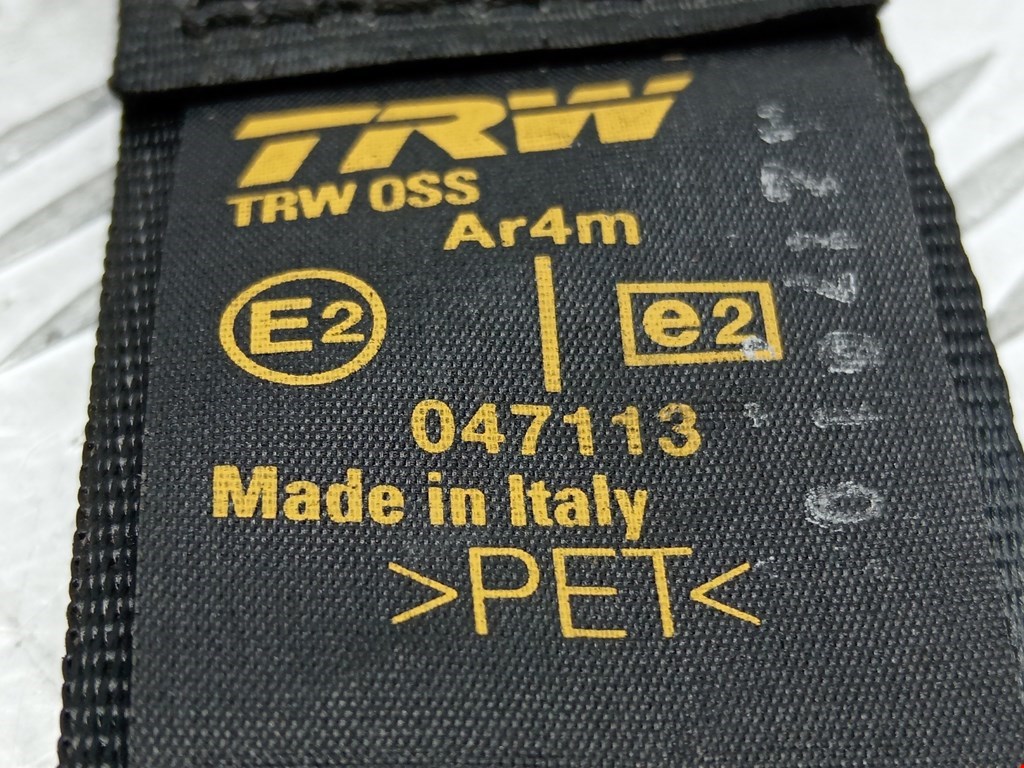 TRW
TRW OSS
Ar4m
E2
e2
047113
Made in Italy
>PET<